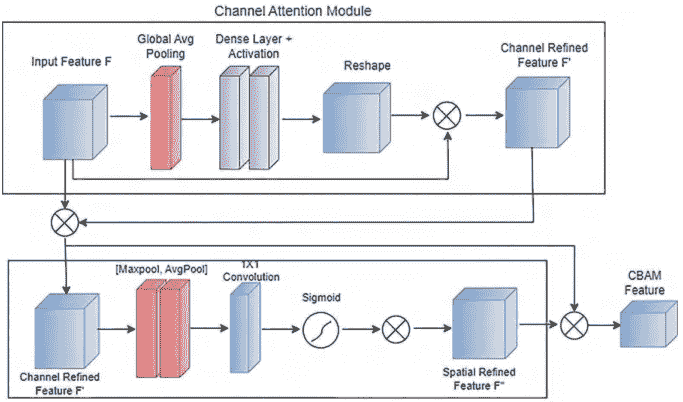 Channel Attention Module
Input Feature F
Global Avg
Pooling
Dense Layer +
Activation
Reshape
Channel Refined
Feature F'
[Maxpool, AvgPool]
1X1
Convolution
Sigmoid
CBAM
Feature
Channel Refined
Feature F'
Spatial Refined
Feature F''